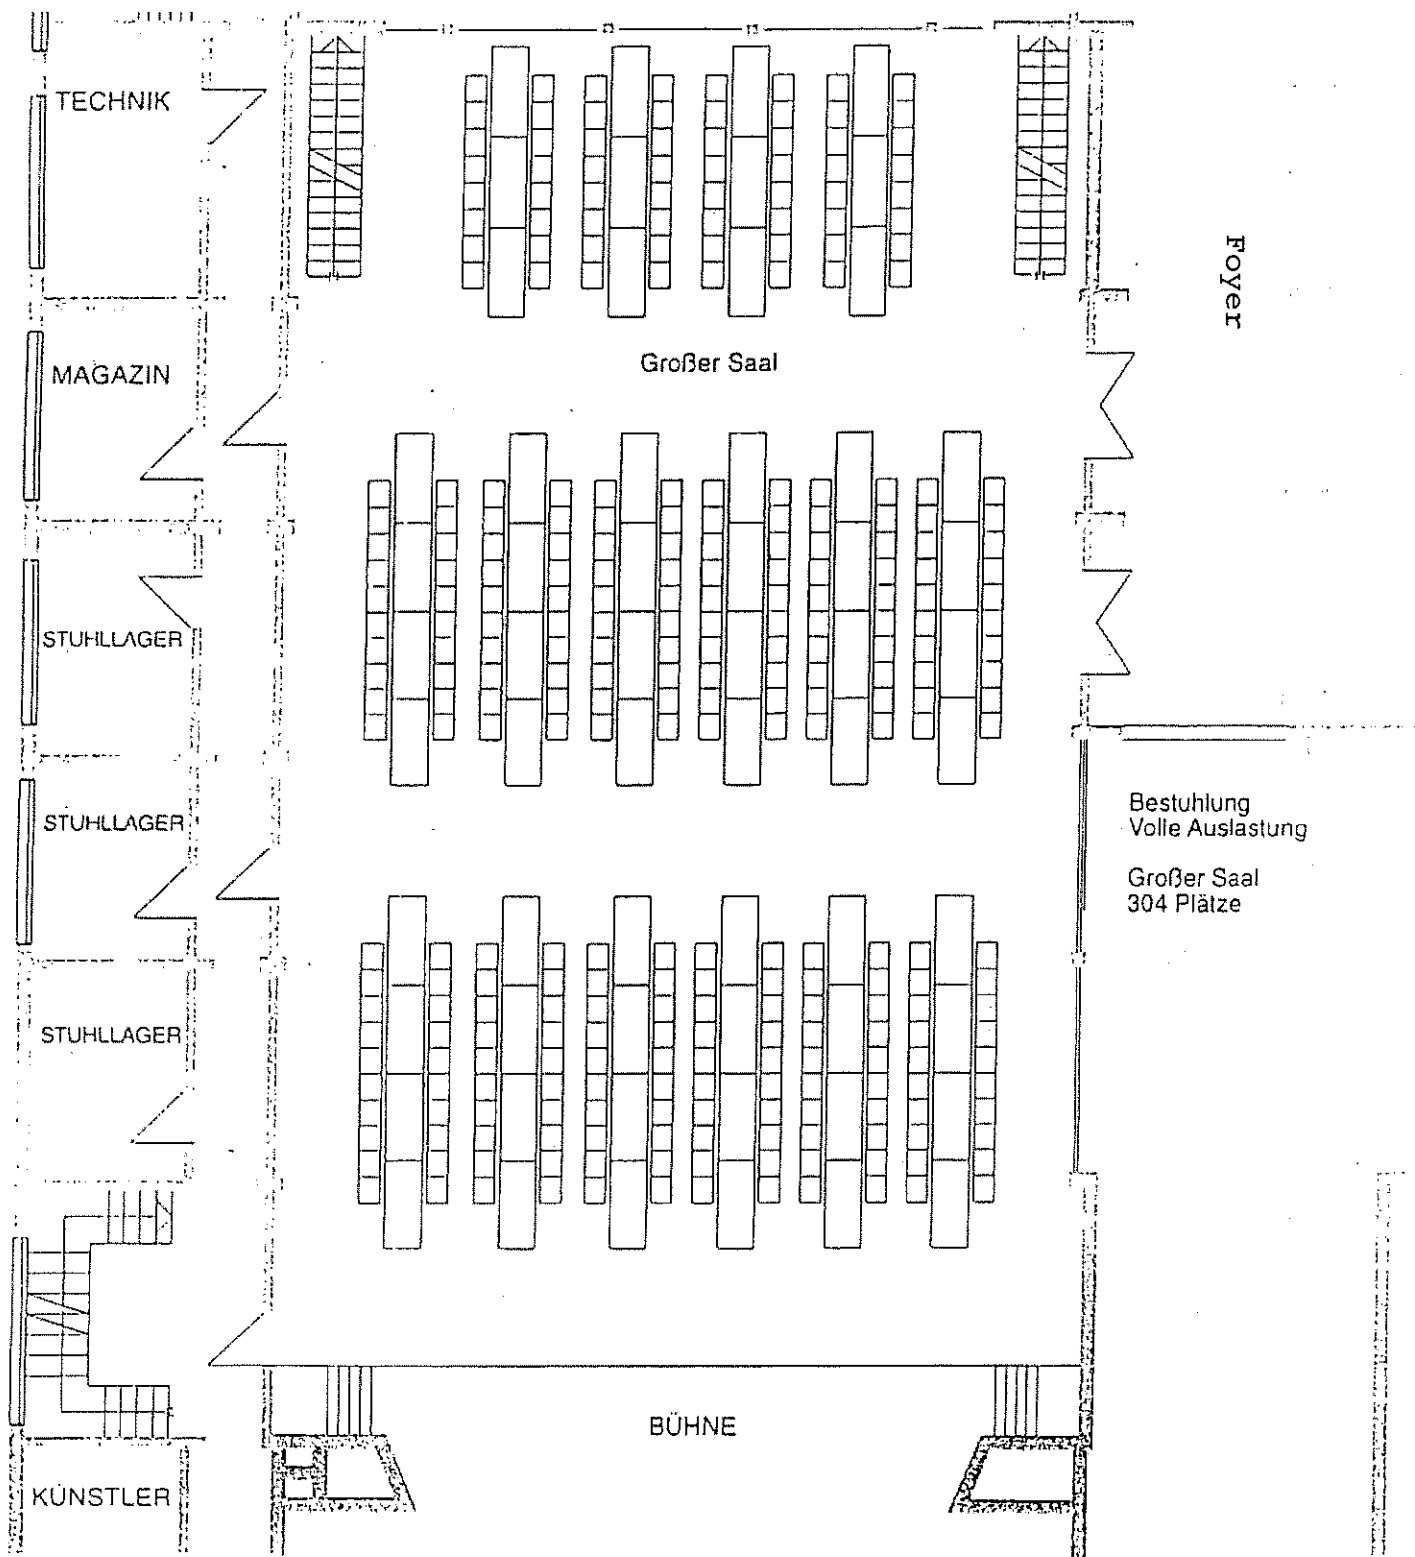 TECHNIK
Foyer
Großer Saal
MAGAZIN
STUHLLAGER
STUHLLAGER
Bestuhlung
Volle Auslastung
Großer Saal
304 Plätze
STUHLLAGER
BÜHNE
KÜNSTLER